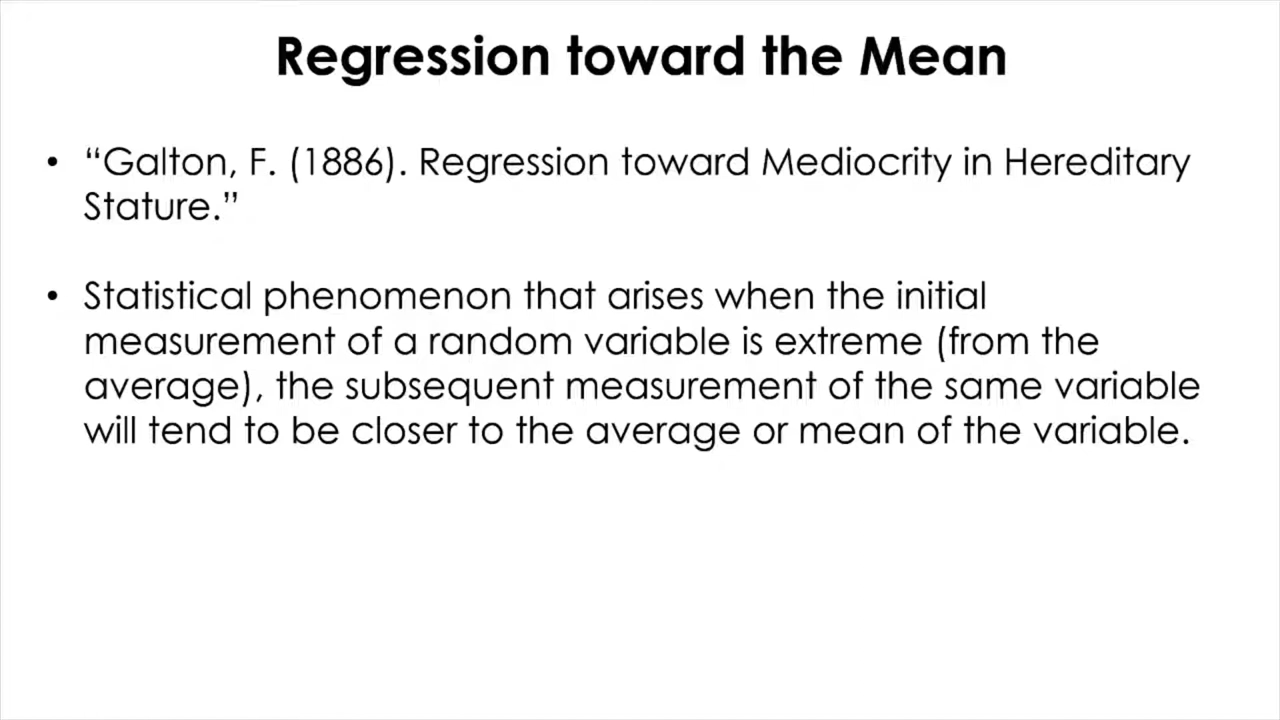 Regression toward the Mean
• “Galton, F. (1886). Regression toward Mediocrity in Hereditary
Stature.”
• Statistical phenomenon that arises when the initial
measurement of a random variable is extreme (from the
average), the subsequent measurement of the same variable
will tend to be closer to the average or mean of the variable.